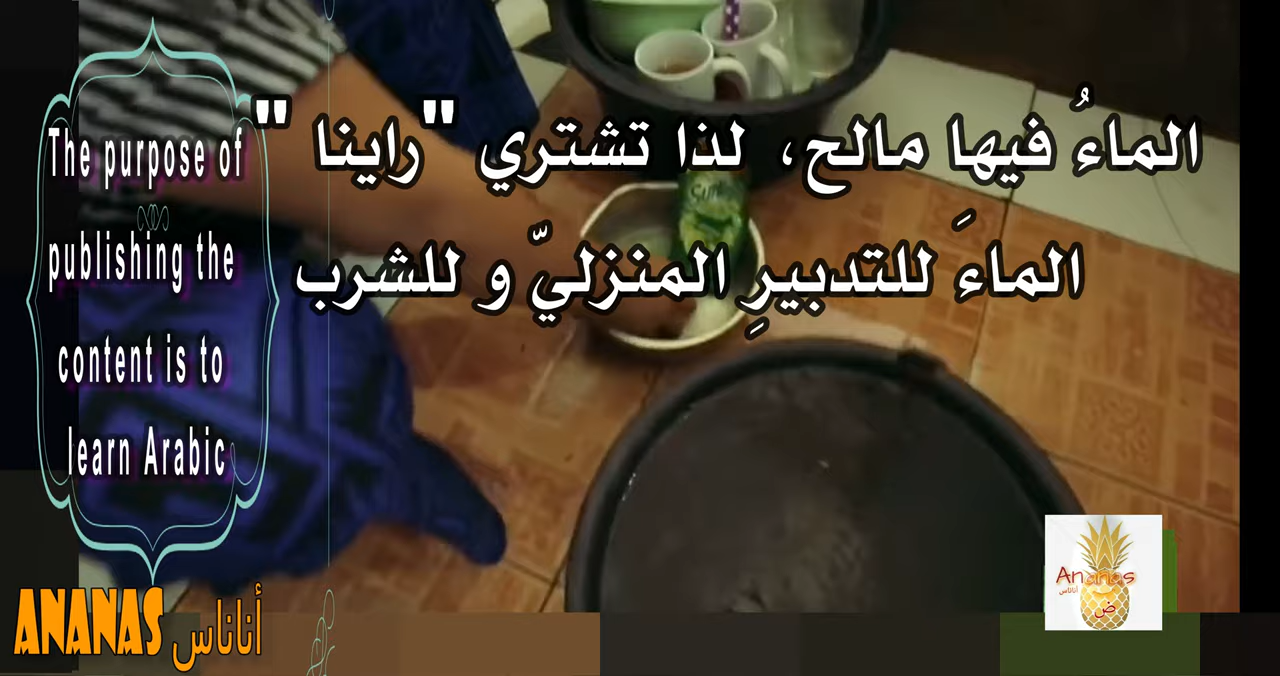 The purpose of
publishing the
content is to
learn Arabic
الماءُ فيها مالح، لذا تشتري "راينا "
الماءَ للتدبيرِ المنزليّ و للشرب
ANANAS أناناس
Ananas
أناناس
ض